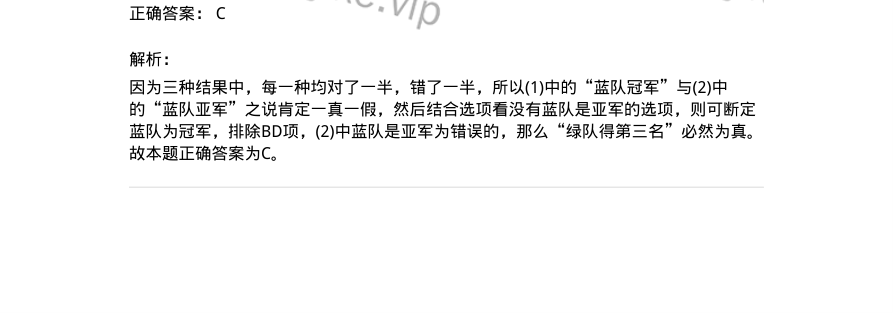 正确答案： C
解析：
因为三种结果中，每一种均对了一半，错了一半，所以(1)中的“蓝队冠军”与(2)中
的“蓝队亚军”之说肯定一真一假，然后结合选项看没有蓝队是亚军的选项，则可断定
蓝队为冠军，排除BD项，(2)中蓝队是亚军为错误的，那么“绿队得第三名”必然为真。
故本题正确答案为C。